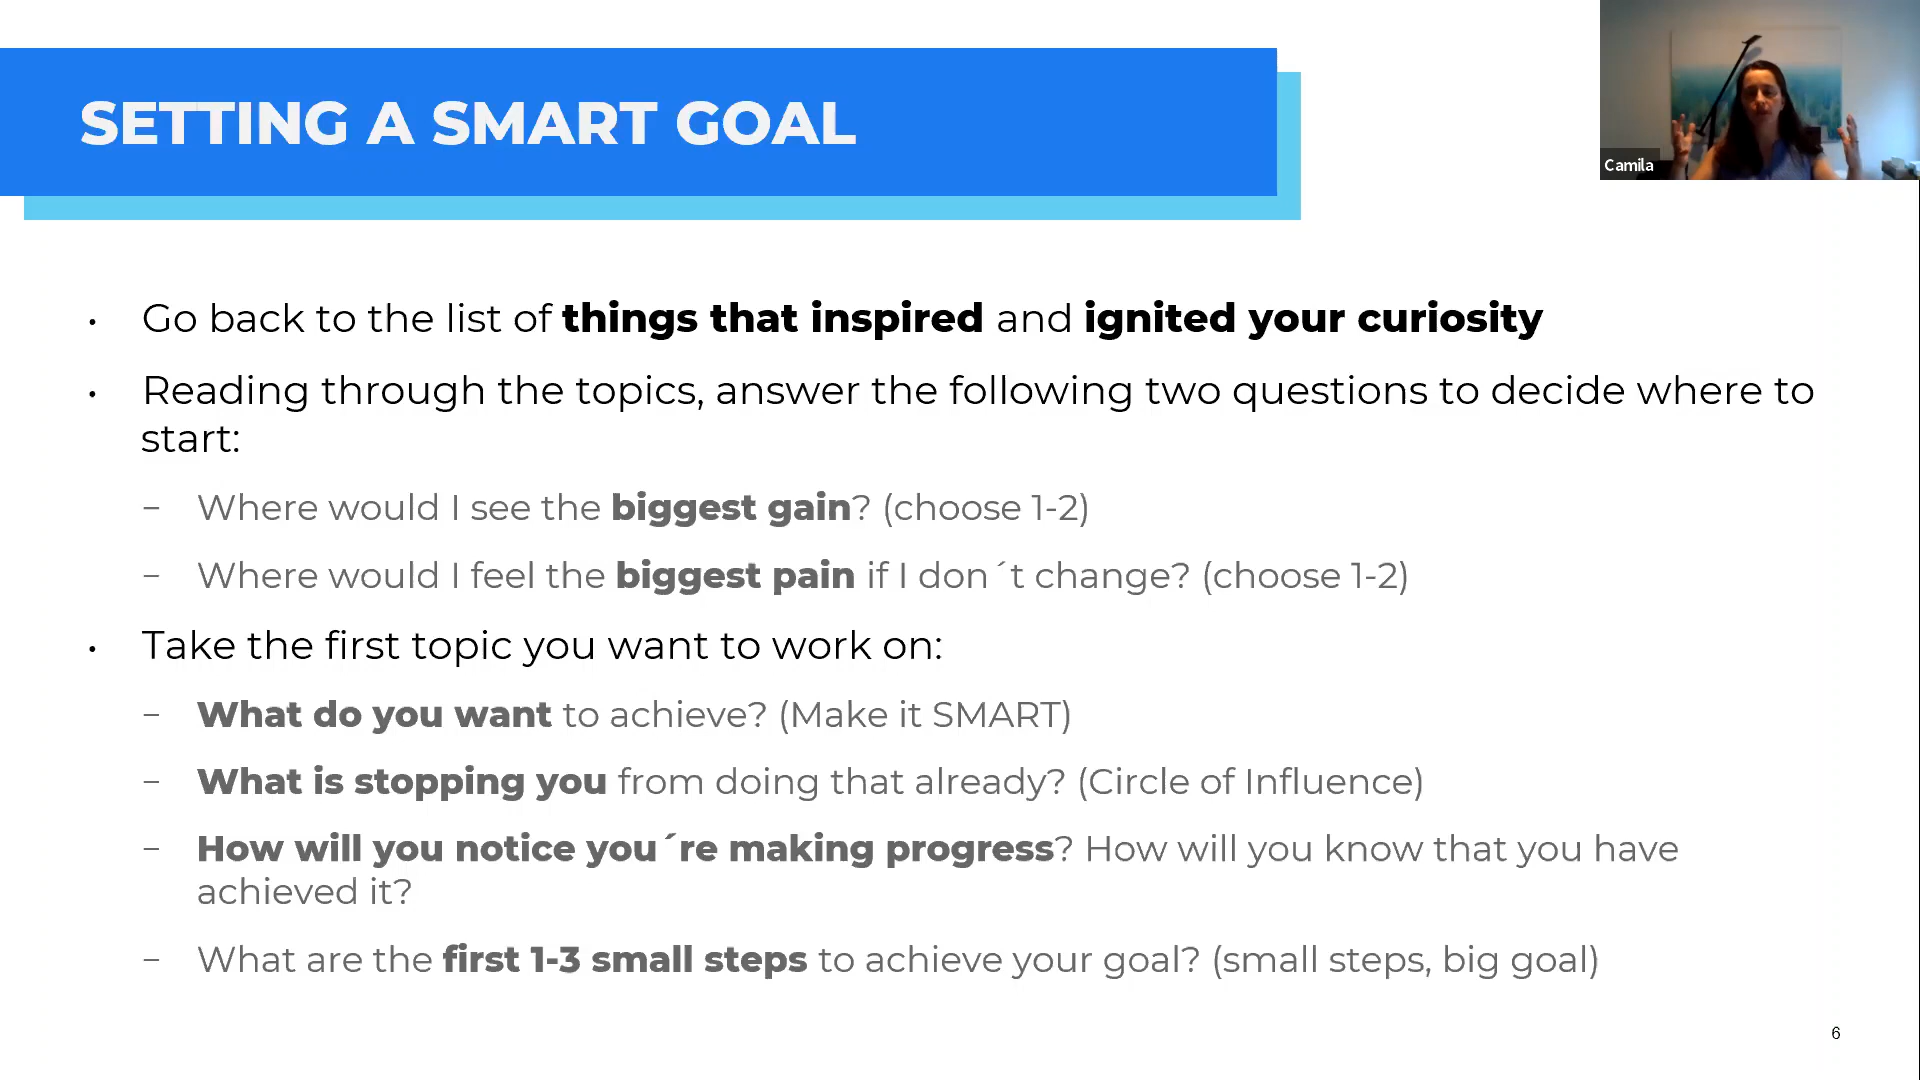 SETTING A SMART GOAL
Camila
• Go back to the list of things that inspired and ignited your curiosity
• Reading through the topics, answer the following two questions to decide where to
start:
– Where would I see the biggest gain? (choose 1-2)
– Where would I feel the biggest pain if I don´t change? (choose 1-2)
• Take the first topic you want to work on:
– What do you want to achieve? (Make it SMART)
– What is stopping you from doing that already? (Circle of Influence)
– How will you notice you´re making progress? How will you know that you have
achieved it?
– What are the first 1-3 small steps to achieve your goal? (small steps, big goal)
6